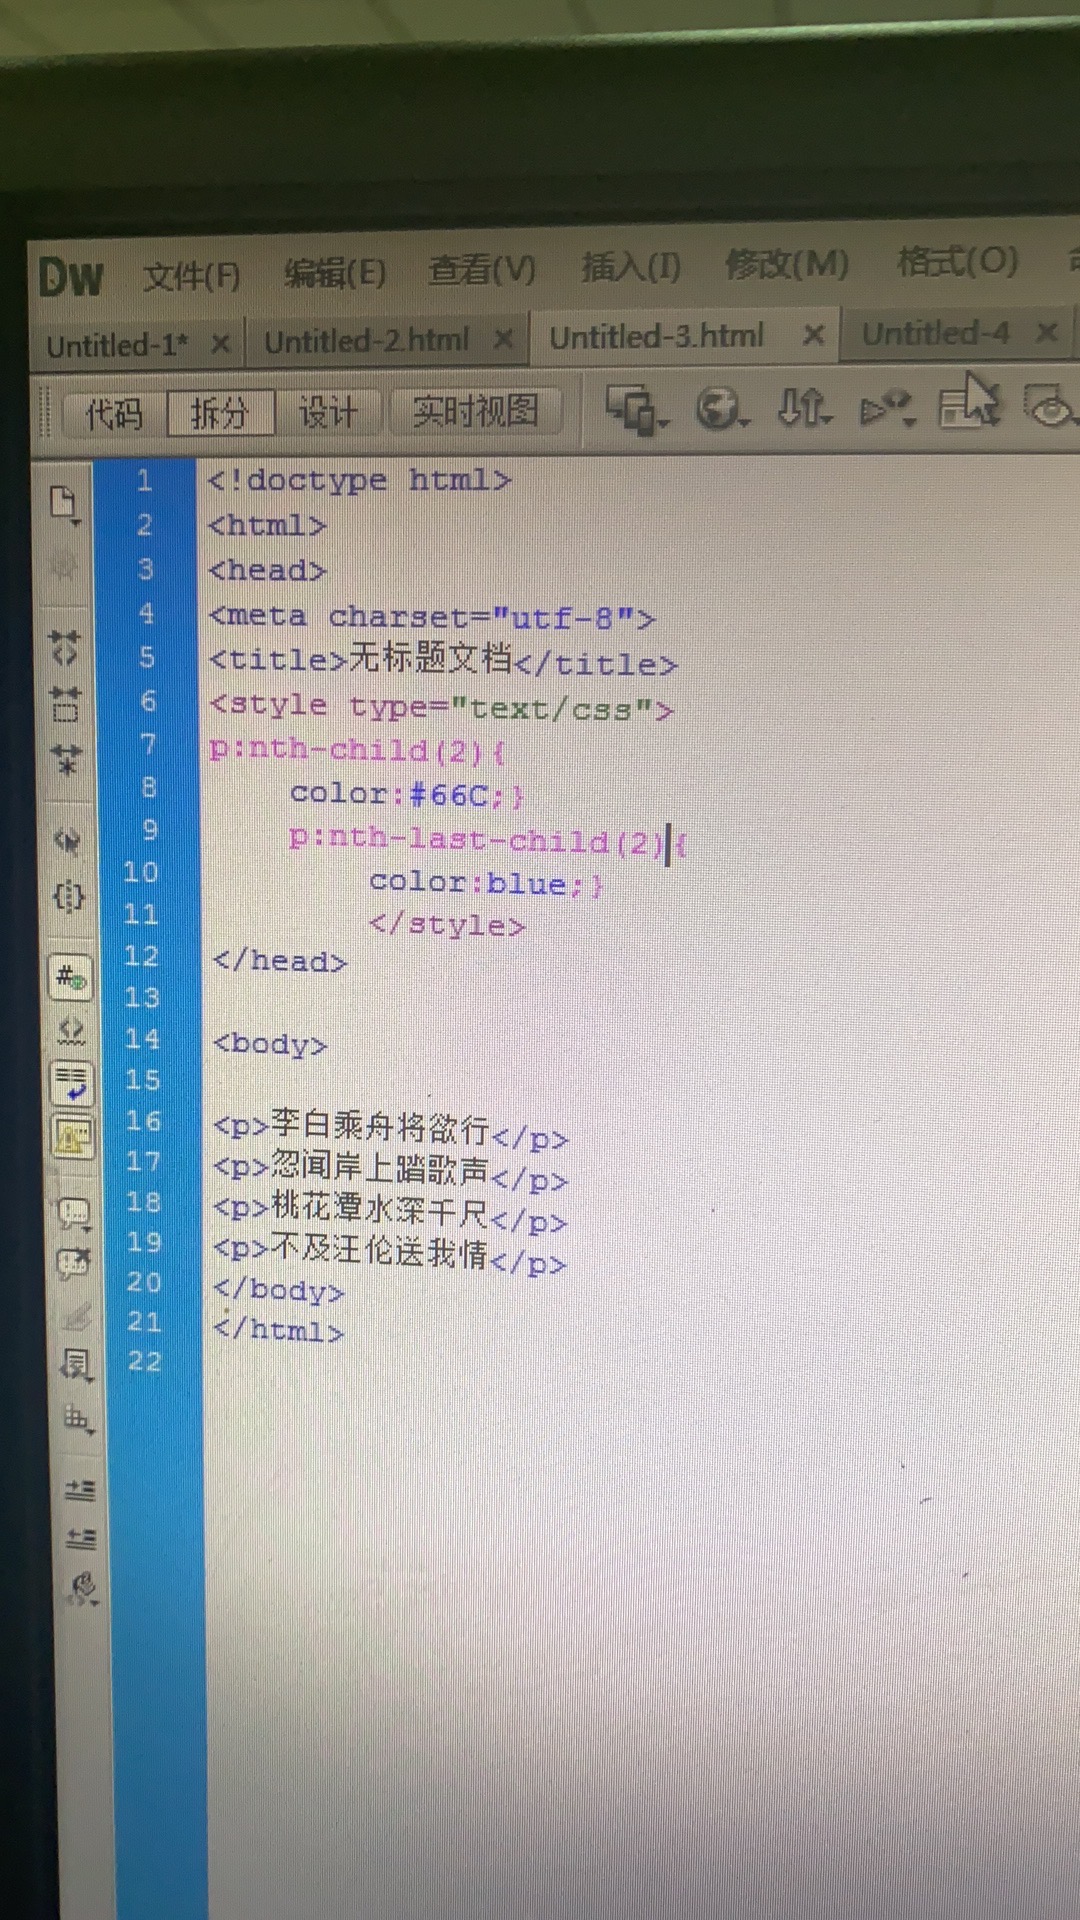 Dw 文件(F) 编辑(E) 查看(V) 插入(I) 修改(M) 格式(O)
Untitled-1* × Untitled-2.html × Untitled-3.html × Untitled-4 ×
代码 拆分 设计 实时视图
1 <!doctype html>
2 <html>
3 <head>
4 <meta charset="utf-8">
5 <title>无标题文档</title>
6 <style type="text/css">
7 p:nth-child(2){
8 color:#66C;}
9 p:nth-last-child(2){
10 color:blue;}
11 </style>
12 </head>
13
14 <body>
15
16 <p>李白乘舟将欲行</p>
17 <p>忽闻岸上踏歌声</p>
18 <p>桃花潭水深千尺</p>
19 <p>不及汪伦送我情</p>
20 </body>
21 </html>
22